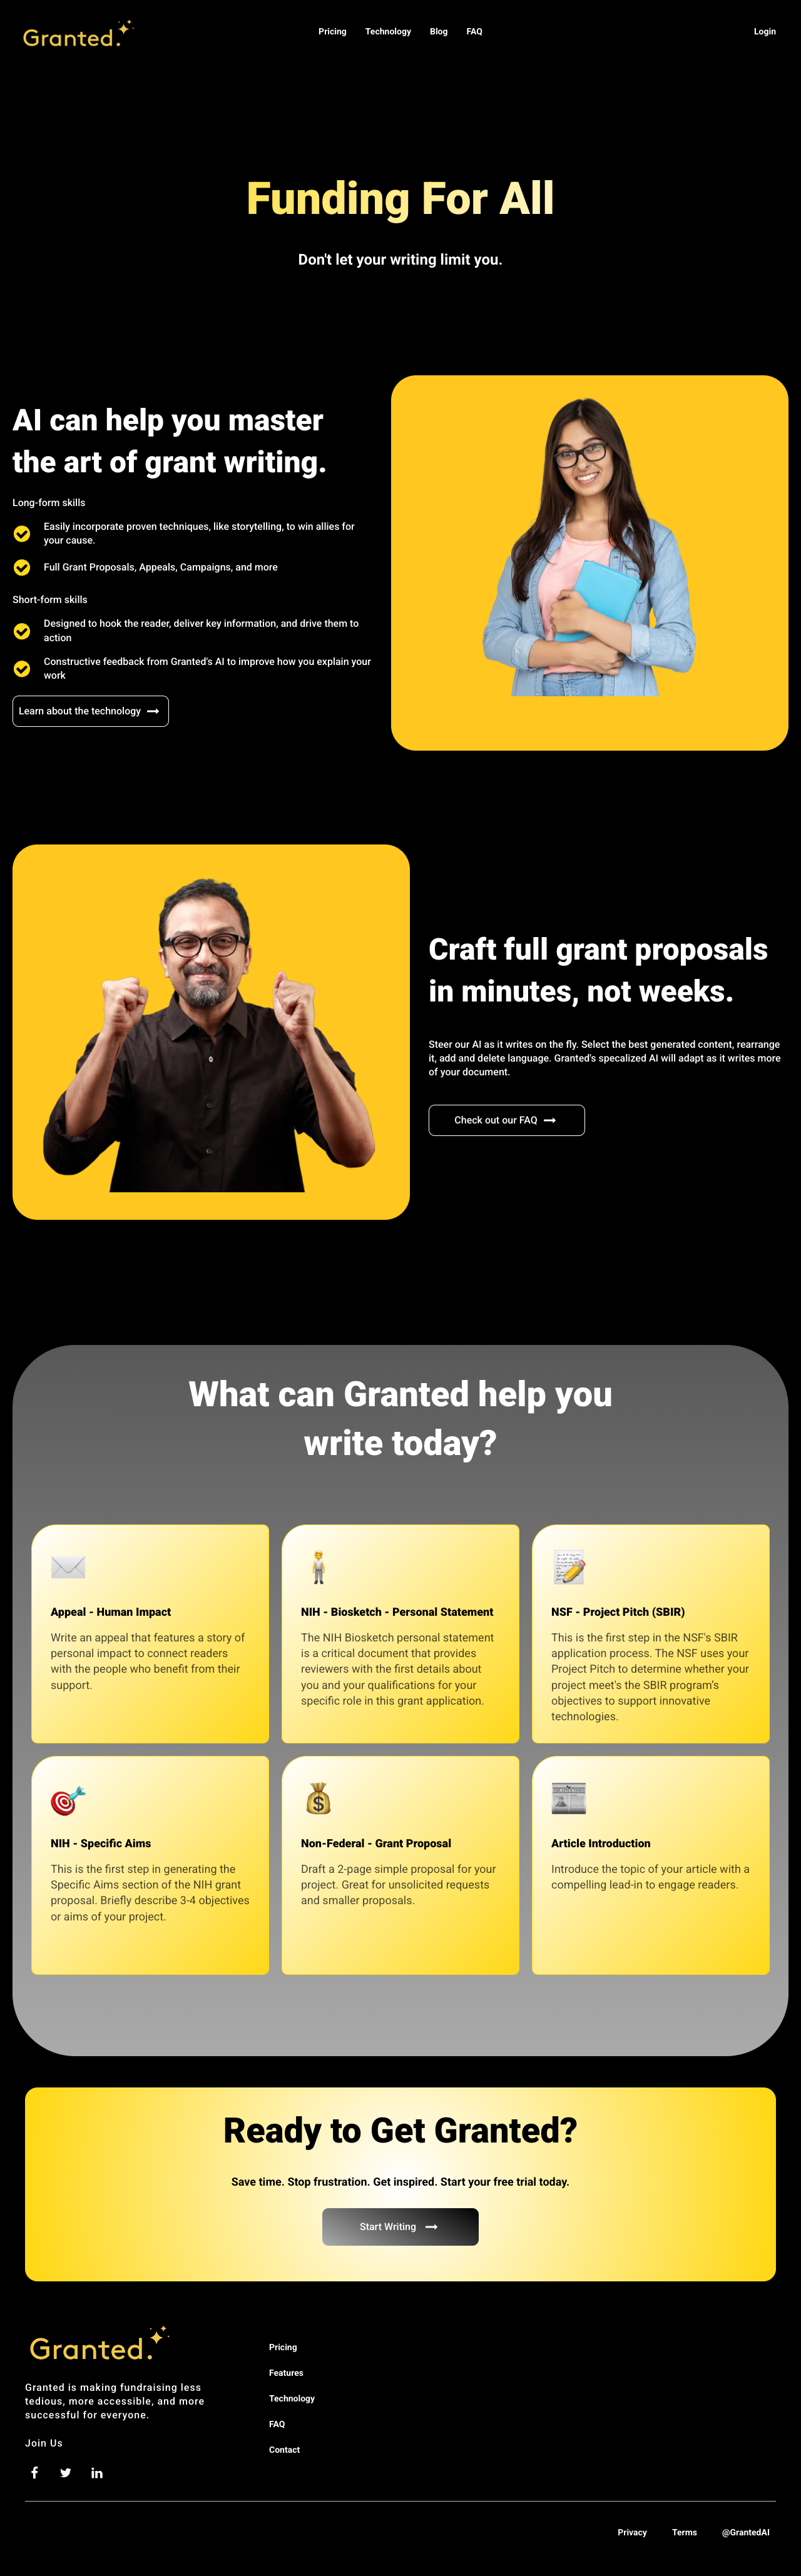 Granted.
Pricing
Technology
Blog
FAQ
Login
Funding For All
Don't let your writing limit you.
AI can help you master
the art of grant writing.
Long-form skills
Easily incorporate proven techniques, like storytelling, to win allies for
your cause.
Full Grant Proposals, Appeals, Campaigns, and more
Short-form skills
Designed to hook the reader, deliver key information, and drive them to
action
Constructive feedback from Granted's AI to improve how you explain your
work
Learn about the technology
Craft full grant proposals
in minutes, not weeks.
Steer our AI as it writes on the fly. Select the best generated content, rearrange
it, add and delete language. Granted's specalized AI will adapt as it writes more
of your document.
Check out our FAQ
What can Granted help you
write today?
Appeal - Human Impact
Write an appeal that features a story of
personal impact to connect readers
with the people who benefit from their
support.
NIH - Biosketch - Personal Statement
The NIH Biosketch personal statement
is a critical document that provides
reviewers with the first details about
you and your qualifications for your
specific role in this grant application.
NSF - Project Pitch (SBIR)
This is the first step in the NSF's SBIR
application process. The NSF uses your
Project Pitch to determine whether your
project meet's the SBIR program's
objectives to support innovative
technologies.
NIH - Specific Aims
This is the first step in generating the
Specific Aims section of the NIH grant
proposal. Briefly describe 3-4 objectives
or aims of your project.
Non-Federal - Grant Proposal
Draft a 2-page simple proposal for your
project. Great for unsolicited requests
and smaller proposals.
Article Introduction
Introduce the topic of your article with a
compelling lead-in to engage readers.
Ready to Get Granted?
Save time. Stop frustration. Get inspired. Start your free trial today.
Start Writing
Granted.
Granted is making fundraising less
tedious, more accessible, and more
successful for everyone.
Join Us
Pricing
Features
Technology
FAQ
Contact
Privacy
Terms
@GrantedAI